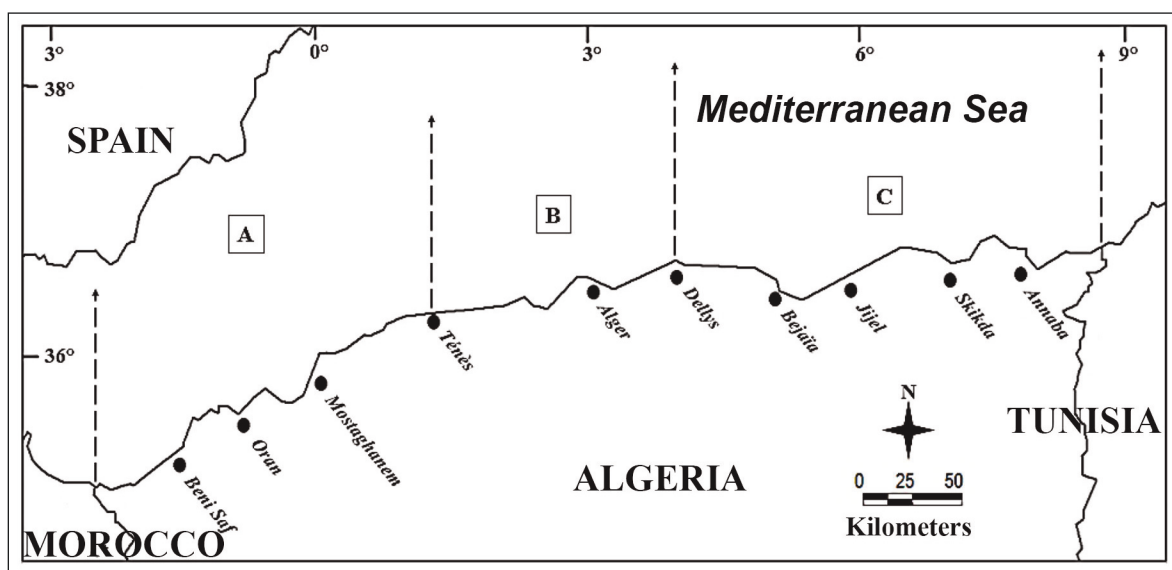 3°
0°
3°
6°
9°
38°
Mediterranean Sea
SPAIN
C
B
A
Ténès
Alger
Dellys
Bejaïa
Jijel
Skikda
Annaba
36°
Mostaghanem
Oran
Beni Saf
N
TUNISIA
ALGERIA
0 25 50
Kilometers
MOROCCO